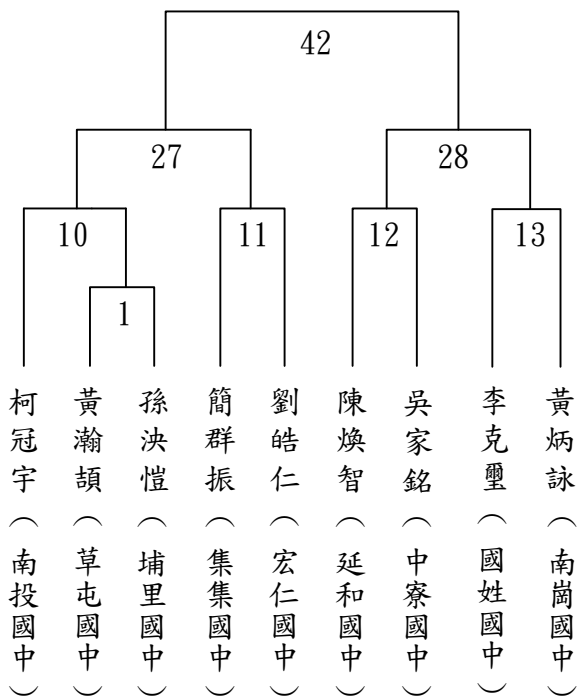 42
27
28
10
11
12
13
1
柯冠宇（南投國中）
黃瀚頡（草屯國中）
孫泱愷（埔里國中）
簡群振（集集國中）
劉皓仁（宏仁國中）
陳煥智（延和國中）
吳家銘（中寮國中）
李克璽（國姓國中）
黃炳詠（南崗國中）